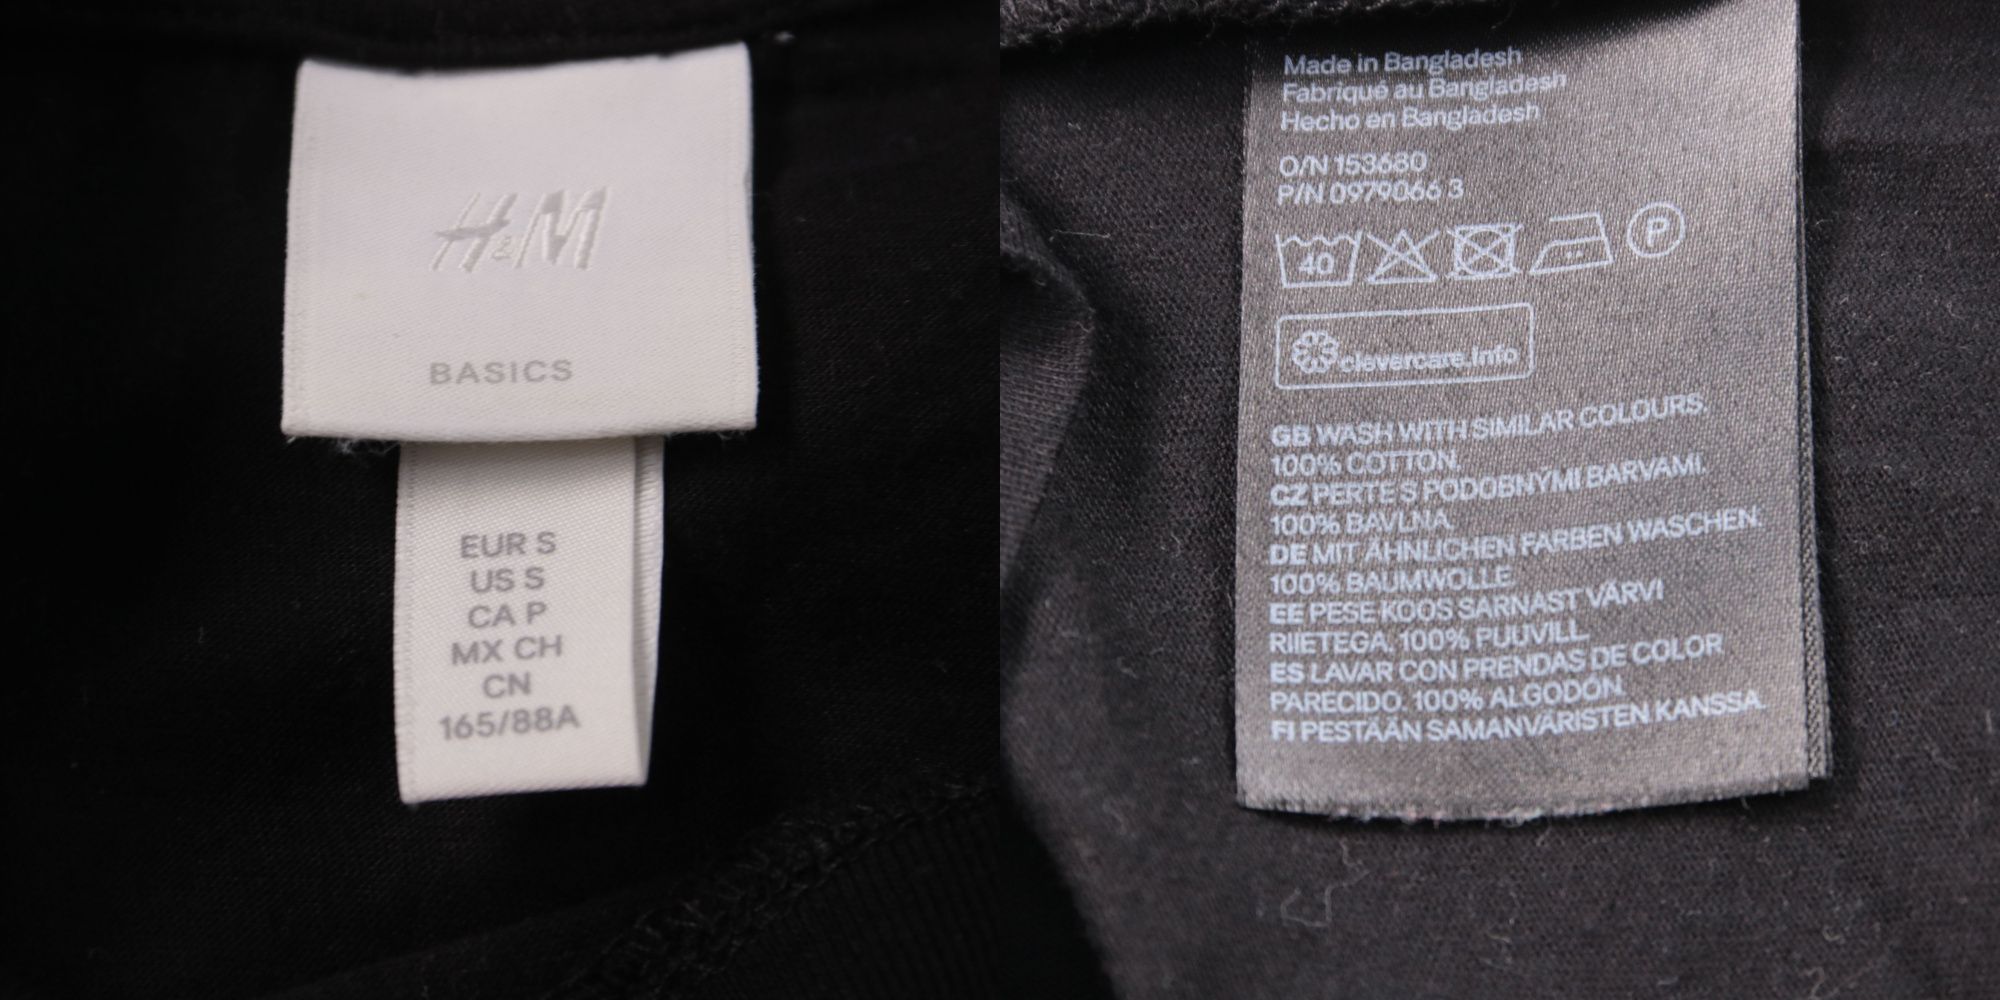 H&M
BASICS
EUR S
US S
CA P
MX CH
CN
165/88A
Made in Bangladesh
Fabriqué au Bangladesh
Hecho en Bangladesh
O/N 153680
P/N 0979066 3
40
P
clevercare.info
GB WASH WITH SIMILAR COLOURS.
100% COTTON.
CZ PERTE S PODOBNÝMI BARVAMI.
100% BAVLNA.
DE MIT ÄHNLICHEN FARBEN WASCHEN.
100% BAUMWOLLE.
EE PESE KOOS SARNAST VÄRVI
RIIETEGA. 100% PUUVILL.
ES LAVAR CON PRENDAS DE COLOR
PARECIDO. 100% ALGODÓN.
FI PESTÄÄN SAMANVÄRISTEN KANSSA.